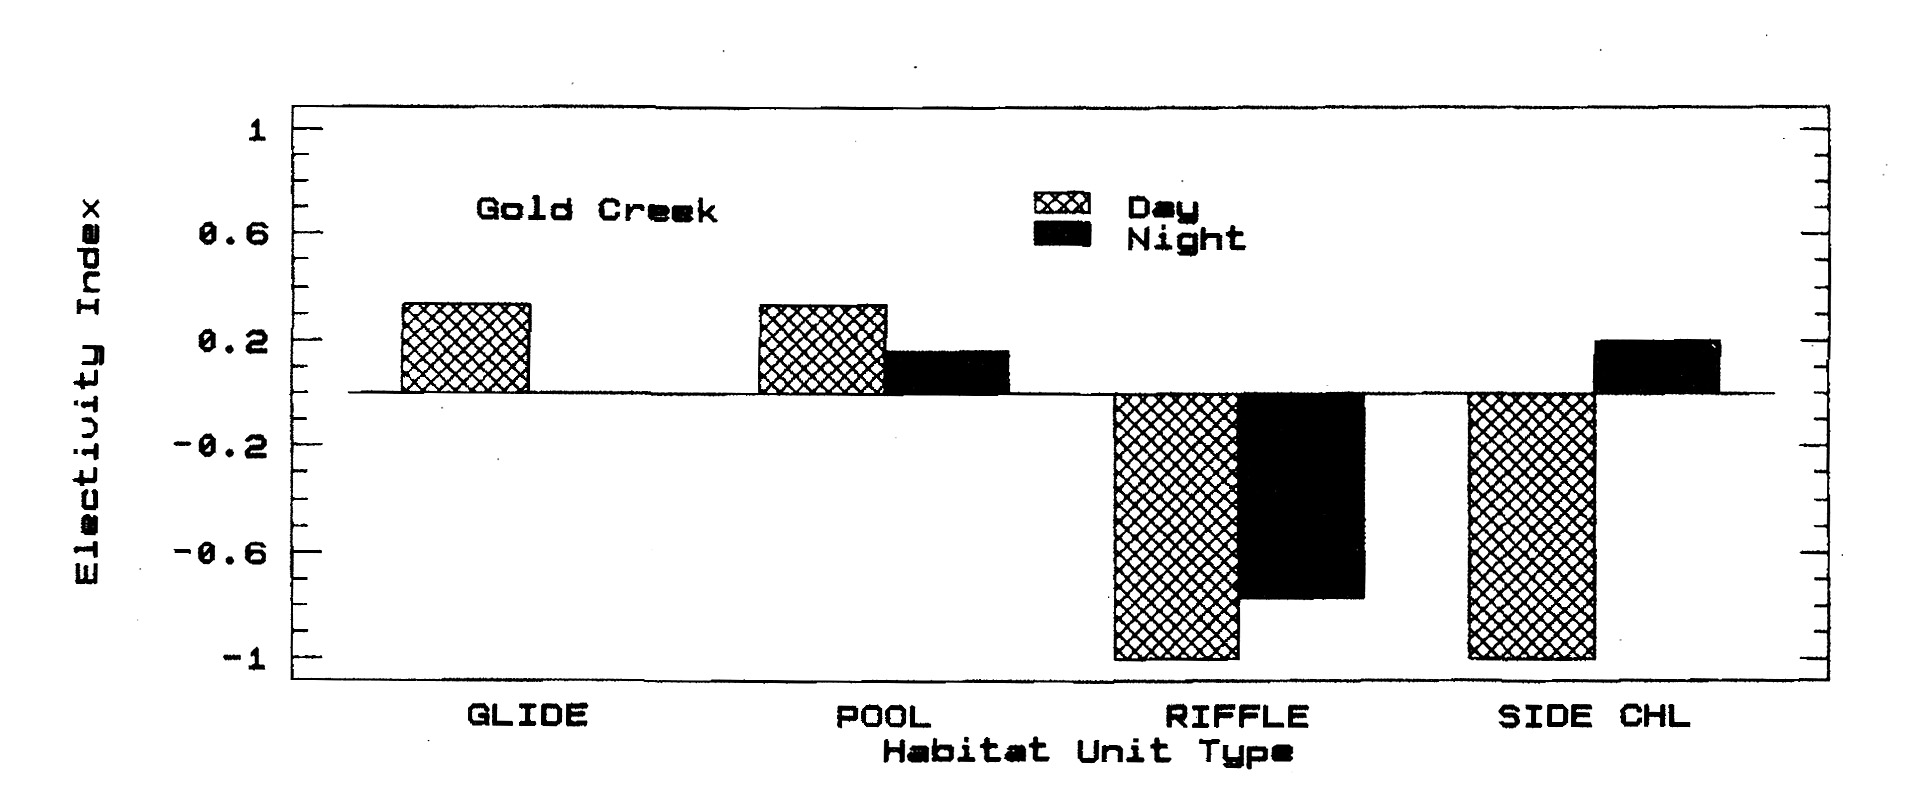 Gold Creek
Day
Night
Electivity Index
1
0.6
0.2
-0.2
-0.6
-1
GLIDE POOL RIFFLE SIDE CHL
Habitat Unit Type